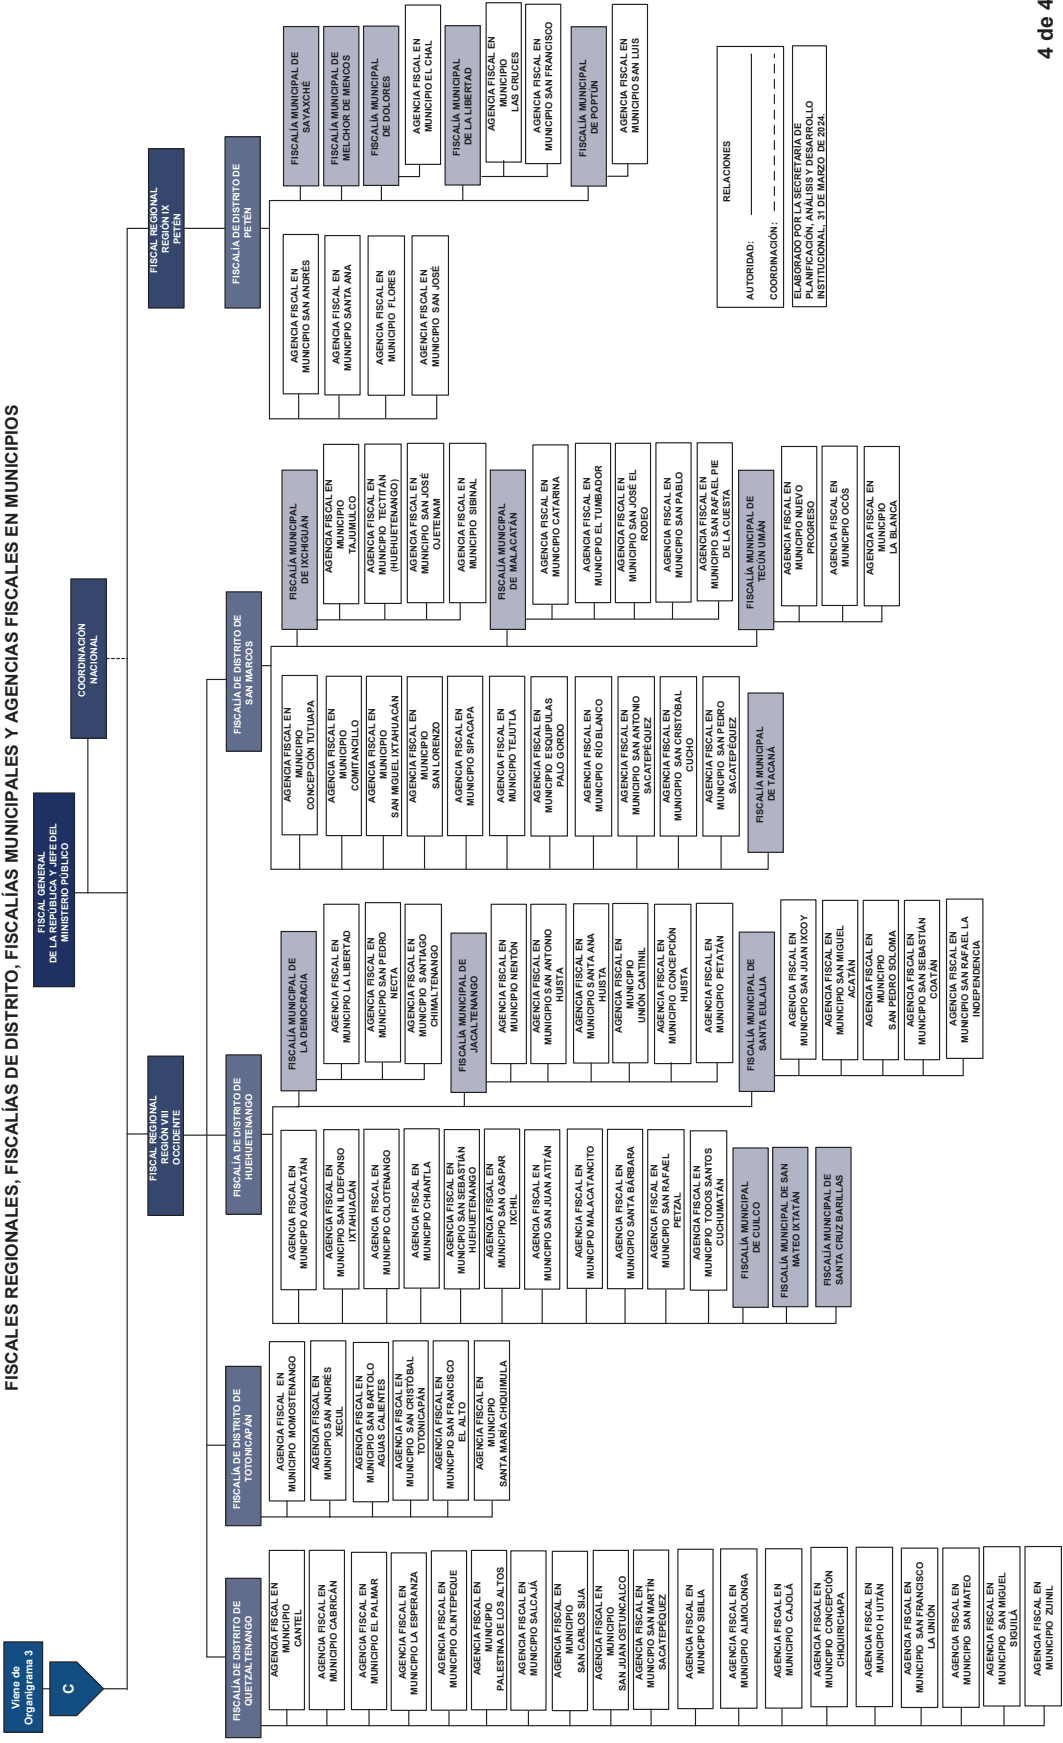 FISCALES REGIONALES, FISCALÍAS DE DISTRITO, FISCALÍAS MUNICIPALES Y AGENCIAS FISCALES EN MUNICIPIOS
Viene de
Organigrama 3
C
FISCAL GENERAL
DE LA REPÚBLICA Y JEFE DEL
MINISTERIO PÚBLICO
COORDINACIÓN
NACIONAL
FISCAL REGIONAL
REGIÓN VIII
OCCIDENTE
FISCAL REGIONAL
REGIÓN IX
PETÉN
FISCALÍA DE DISTRITO DE
QUETZALTENANGO
AGENCIA FISCAL EN
MUNICIPIO
CANTEL
AGENCIA FISCAL EN
MUNICIPIO CABRICÁN
AGENCIA FISCAL EN
MUNICIPIO EL PALMAR
AGENCIA FISCAL EN
MUNICIPIO LA ESPERANZA
AGENCIA FISCAL EN
MUNICIPIO OLINTEPEQUE
AGENCIA FISCAL EN
MUNICIPIO
PALESTINA DE LOS ALTOS
AGENCIA FISCAL EN
MUNICIPIO SALCAJÁ
AGENCIA FISCAL EN
MUNICIPIO
SAN CARLOS SIJA
AGENCIA FISCAL EN
MUNICIPIO
SAN JUAN OSTUNCALCO
AGENCIA FISCAL EN
MUNICIPIO SAN MARTÍN
SACATEPÉQUEZ
AGENCIA FISCAL EN
MUNICIPIO SIBILIA
AGENCIA FISCAL EN
MUNICIPIO ALMOLONGA
AGENCIA FISCAL EN
MUNICIPIO CAJOLÁ
AGENCIA FISCAL EN
MUNICIPIO CONCEPCIÓN
CHIQUIRICHAPA
AGENCIA FISCAL EN
MUNICIPIO HUITÁN
AGENCIA FISCAL EN
MUNICIPIO SAN FRANCISCO
LA UNIÓN
AGENCIA FISCAL EN
MUNICIPIO SAN MATEO
AGENCIA FISCAL EN
MUNICIPIO SAN MIGUEL
SIGUILÁ
AGENCIA FISCAL EN
MUNICIPIO ZUNIL
FISCALÍA DE DISTRITO DE
TOTONICAPÁN
AGENCIA FISCAL EN
MUNICIPIO MOMOSTENANGO
AGENCIA FISCAL EN
MUNICIPIO SAN ANDRÉS
XECUL
AGENCIA FISCAL EN
MUNICIPIO SAN BARTOLO
AGUAS CALIENTES
AGENCIA FISCAL EN
MUNICIPIO SAN CRISTÓBAL
TOTONICAPÁN
AGENCIA FISCAL EN
MUNICIPIO SAN FRANCISCO
EL ALTO
AGENCIA FISCAL EN
MUNICIPIO
SANTA MARÍA CHIQUIMULA
FISCALÍA DE DISTRITO DE
HUEHUETENANGO
AGENCIA FISCAL EN
MUNICIPIO AGUACATÁN
AGENCIA FISCAL EN
MUNICIPIO SAN ILDEFONSO
IXTAHUACÁN
AGENCIA FISCAL EN
MUNICIPIO COLOTENANGO
AGENCIA FISCAL EN
MUNICIPIO CHIANTLA
AGENCIA FISCAL EN
MUNICIPIO SAN SEBASTIÁN
HUEHUETENANGO
AGENCIA FISCAL EN
MUNICIPIO SAN GASPAR
IXCHIL
AGENCIA FISCAL EN
MUNICIPIO SAN JUAN ATITÁN
AGENCIA FISCAL EN
MUNICIPIO MALACATANCITO
AGENCIA FISCAL EN
MUNICIPIO SANTA BÁRBARA
AGENCIA FISCAL EN
MUNICIPIO SAN RAFAEL
PETZAL
AGENCIA FISCAL EN
MUNICIPIO TODOS SANTOS
CUCHUMATÁN
FISCALÍA MUNICIPAL
DE CUILCO
FISCALÍA MUNICIPAL DE SAN
MATEO IXTATÁN
FISCALÍA MUNICIPAL DE
SANTA CRUZ BARILLAS
FISCALÍA MUNICIPAL DE
LA DEMOCRACIA
AGENCIA FISCAL EN
MUNICIPIO LA LIBERTAD
AGENCIA FISCAL EN
MUNICIPIO SAN PEDRO
NECTA
AGENCIA FISCAL EN
MUNICIPIO SANTIAGO
CHIMALTENANGO
FISCALÍA MUNICIPAL DE
JACALTENANGO
AGENCIA FISCAL EN
MUNICIPIO NENTÓN
AGENCIA FISCAL EN
MUNICIPIO SAN ANTONIO
HUISTA
AGENCIA FISCAL EN
MUNICIPIO SANTA ANA
HUISTA
AGENCIA FISCAL EN
MUNICIPIO
UNIÓN CANTINIL
AGENCIA FISCAL EN
MUNICIPIO CONCEPCIÓN
HUISTA
AGENCIA FISCAL EN
MUNICIPIO PETATÁN
FISCALÍA MUNICIPAL DE
SANTA EULALIA
AGENCIA FISCAL EN
MUNICIPIO SAN JUAN IXCOY
AGENCIA FISCAL EN
MUNICIPIO SAN MIGUEL
ACATÁN
AGENCIA FISCAL EN
MUNICIPIO
SAN PEDRO SOLOMA
AGENCIA FISCAL EN
MUNICIPIO SAN SEBASTIÁN
COATÁN
AGENCIA FISCAL EN
MUNICIPIO SAN RAFAEL LA
INDEPENDENCIA
FISCALÍA DE DISTRITO DE
SAN MARCOS
AGENCIA FISCAL EN
MUNICIPIO
CONCEPCIÓN TUTUAPA
AGENCIA FISCAL EN
MUNICIPIO
COMITANCILLO
AGENCIA FISCAL EN
MUNICIPIO
SAN MIGUEL IXTAHUACÁN
AGENCIA FISCAL EN
MUNICIPIO
SAN LORENZO
AGENCIA FISCAL EN
MUNICIPIO SIPACAPA
AGENCIA FISCAL EN
MUNICIPIO TEJUTLA
AGENCIA FISCAL EN
MUNICIPIO ESQUIPULAS
PALO GORDO
AGENCIA FISCAL EN
MUNICIPIO RÍO BLANCO
AGENCIA FISCAL EN
MUNICIPIO SAN ANTONIO
SACATEPÉQUEZ
AGENCIA FISCAL EN
MUNICIPIO SAN CRISTÓBAL
CUCHO
AGENCIA FISCAL EN
MUNICIPIO SAN PEDRO
SACATEPÉQUEZ
FISCALÍA MUNICIPAL
DE TACANÁ
FISCALÍA MUNICIPAL
DE IXCHIGUÁN
AGENCIA FISCAL EN
MUNICIPIO
TAJUMULCO
AGENCIA FISCAL EN
MUNICIPIO TECTITÁN
(HUEHUETENANGO)
AGENCIA FISCAL EN
MUNICIPIO SAN JOSÉ
OJETENAM
AGENCIA FISCAL EN
MUNICIPIO SIBINAL
FISCALÍA MUNICIPAL
DE MALACATÁN
AGENCIA FISCAL EN
MUNICIPIO CATARINA
AGENCIA FISCAL EN
MUNICIPIO EL TUMBADOR
AGENCIA FISCAL EN
MUNICIPIO SAN JOSÉ EL
RODEO
AGENCIA FISCAL EN
MUNICPIO SAN PABLO
AGENCIA FISCAL EN
MUNICIPIO SAN RAFAEL PIE
DE LA CUESTA
FISCALÍA MUNICIPAL DE
TECÚN UMÁN
AGENCIA FISCAL EN
MUNICIPIO NUEVO
PROGRESO
AGENCIA FISCAL EN
MUNICIPIO OCÓS
AGENCIA FISCAL EN
MUNICIPIO
LA BLANCA
FISCALÍA DE DISTRITO DE
PETÉN
AGENCIA FISCAL EN
MUNICIPIO SAN ANDRÉS
AGENCIA FISCAL EN
MUNICIPIO SANTA ANA
AGENCIA FISCAL EN
MUNICIPIO FLORES
AGENCIA FISCAL EN
MUNICIPIO SAN JOSÉ
FISCALÍA MUNICIPAL DE
SAYAXCHÉ
FISCALÍA MUNICIPAL DE
MELCHOR DE MENCOS
FISCALÍA MUNICIPAL
DE DOLORES
AGENCIA FISCAL EN
MUNICIPIO EL CHAL
FISCALÍA MUNICIPAL
DE LA LIBERTAD
AGENCIA FISCAL EN
MUNICIPIO
LAS CRUCES
AGENCIA FISCAL EN
MUNICIPIO SAN FRANCISCO
FISCALÍA MUNICIPAL
DE POPTÚN
AGENCIA FISCAL EN
MUNICIPIO SAN LUIS
RELACIONES
AUTORIDAD:
COORDINACIÓN:
ELABORADO POR LA SECRETARIA DE
PLANIFICACIÓN, ANÁLISIS Y DESARROLLO
INSTITUCIONAL, 31 DE MARZO DE 2024.
4 de 4